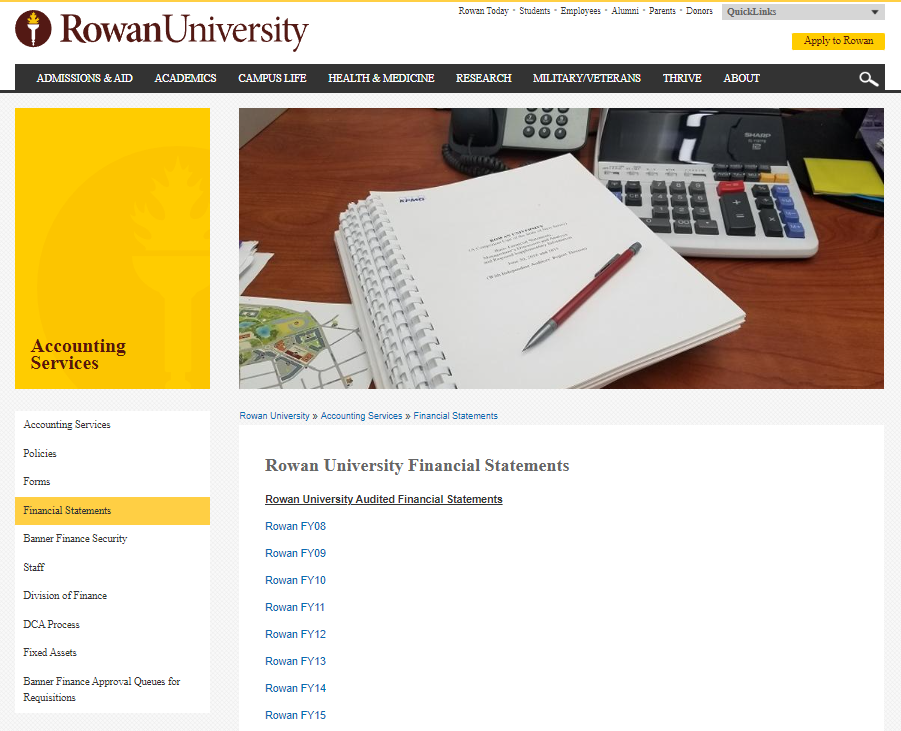 Rowan Today • Students • Employees • Alumni • Parents • Donors
QuickLinks
RowanUniversity
Apply to Rowan
ADMISSIONS & AID ACADEMICS CAMPUS LIFE HEALTH & MEDICINE RESEARCH MILITARY/VETERANS THRIVE ABOUT
Accounting
Services
SHARP
KPMG
ROWAN UNIVERSITY
Accounting Services
Policies
Forms
Financial Statements
Banner Finance Security
Staff
Division of Finance
DCA Process
Fixed Assets
Banner Finance Approval Queues for
Requisitions
Rowan University » Accounting Services » Financial Statements
Rowan University Financial Statements
Rowan University Audited Financial Statements
Rowan FY08
Rowan FY09
Rowan FY10
Rowan FY11
Rowan FY12
Rowan FY13
Rowan FY14
Rowan FY15